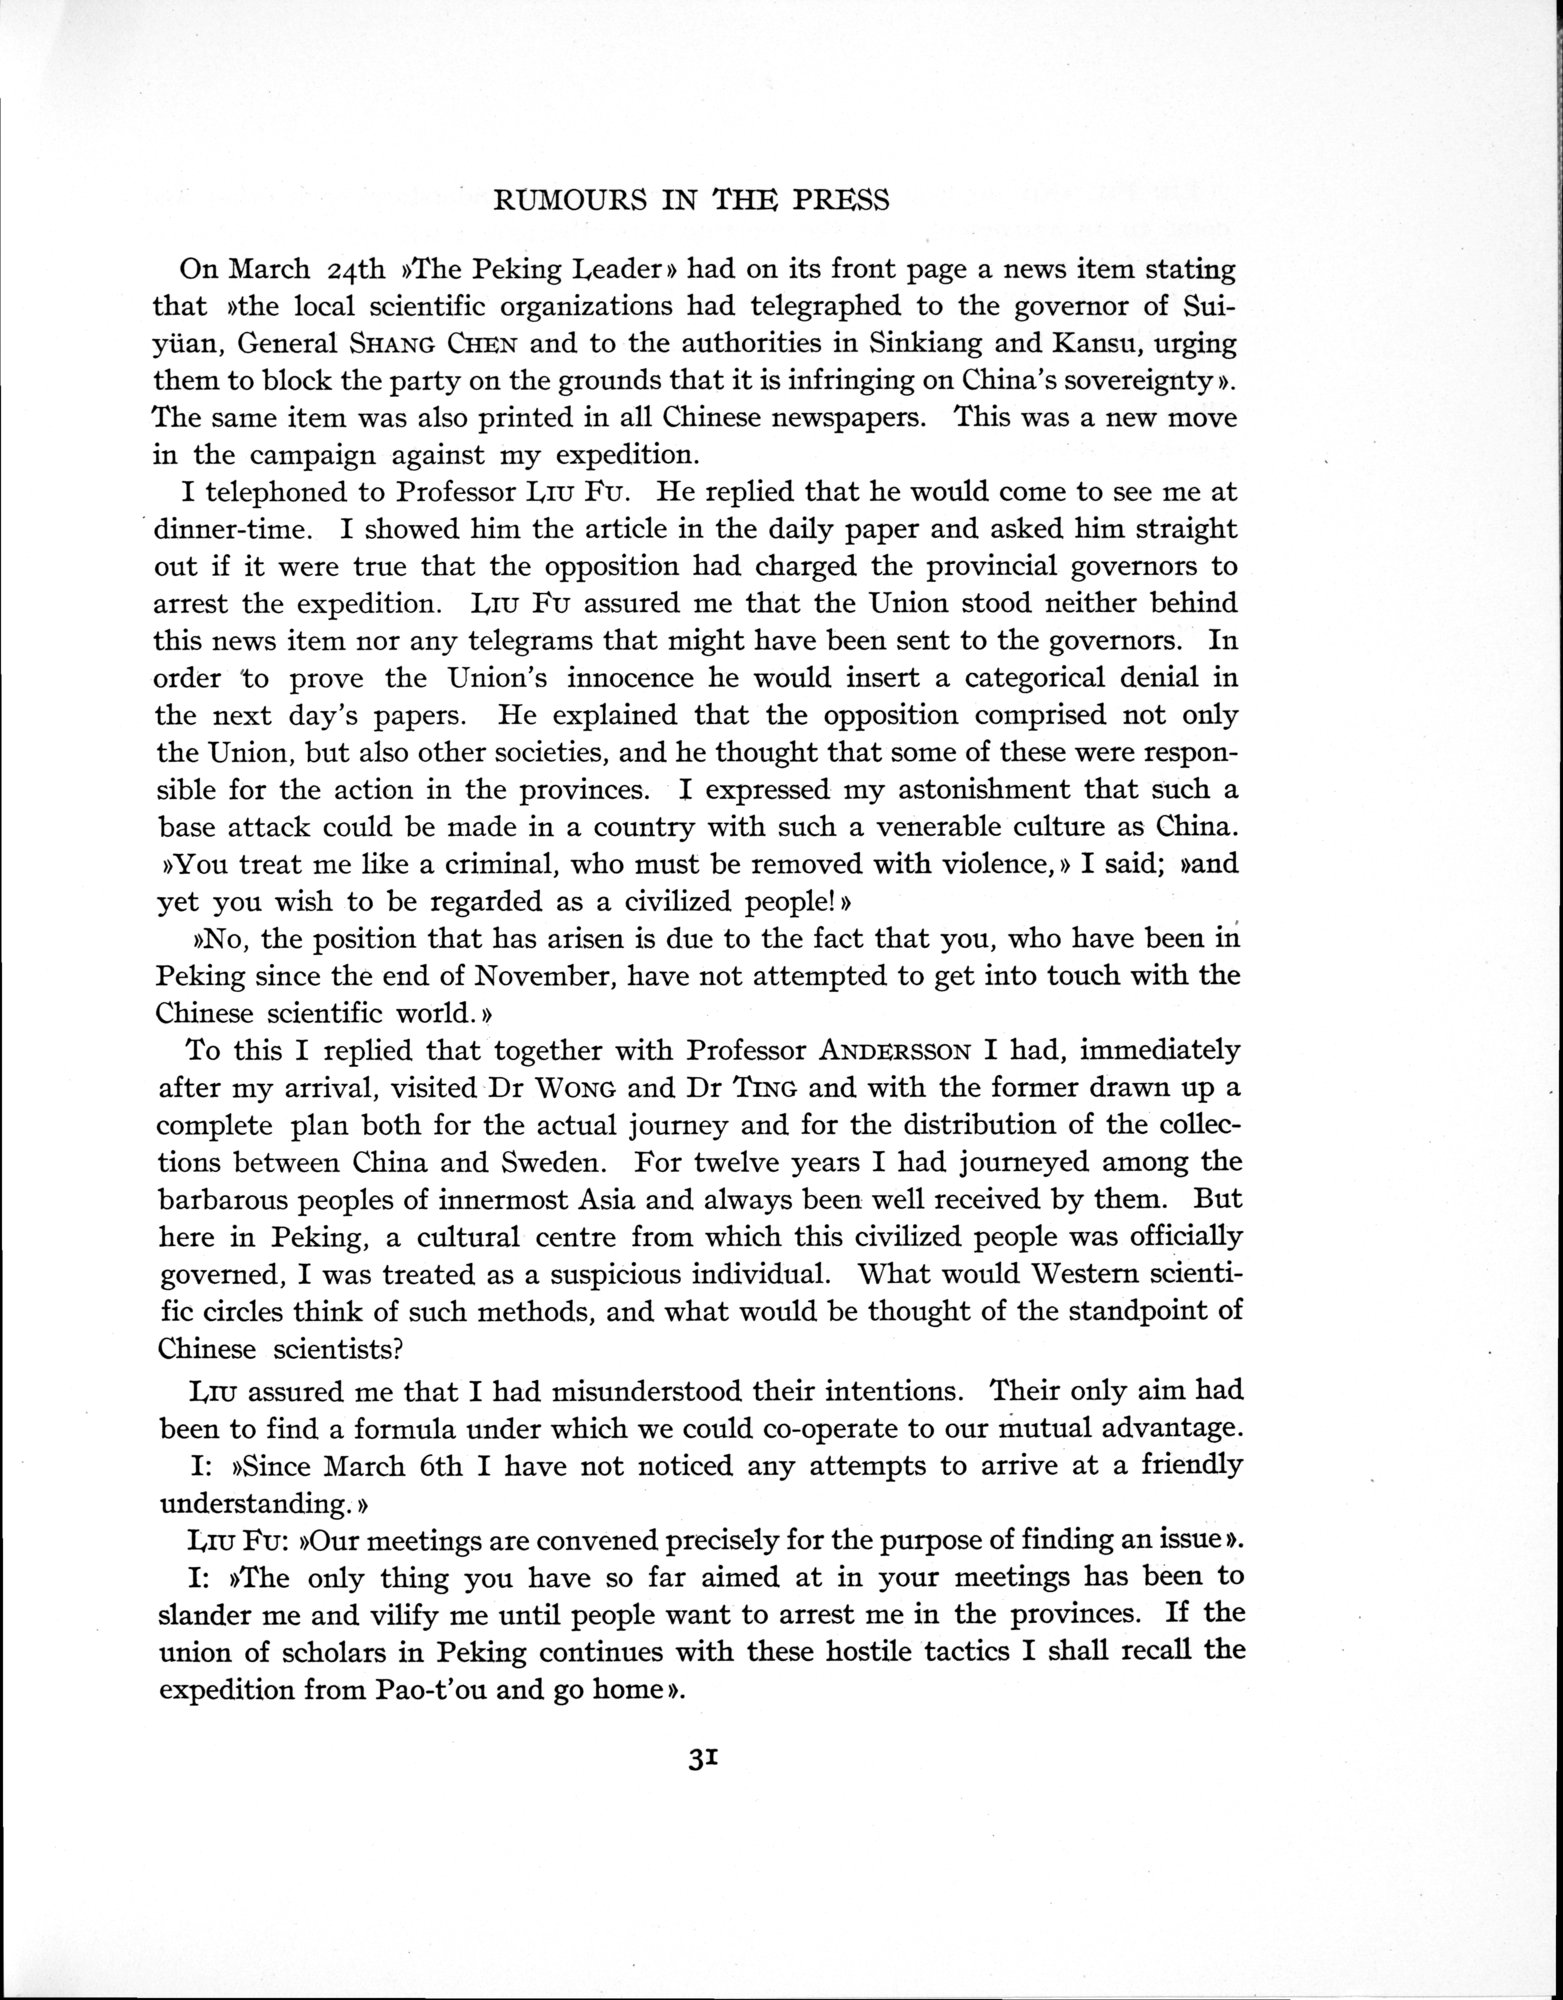 RUMOURS IN THE PRESS
On March 24th »The Peking Leader» had on its front page a news item stating
that »the local scientific organizations had telegraphed to the governor of Sui-
yüan, General SHANG CHEN and to the authorities in Sinkiang and Kansu, urging
them to block the party on the grounds that it is infringing on China's sovereignty».
The same item was also printed in all Chinese newspapers. This was a new move
in the campaign against my expedition.
I telephoned to Professor LIU FU. He replied that he would come to see me at
dinner-time. I showed him the article in the daily paper and asked him straight
out if it were true that the opposition had charged the provincial governors to
arrest the expedition. LIU FU assured me that the Union stood neither behind
this news item nor any telegrams that might have been sent to the governors. In
order to prove the Union's innocence he would insert a categorical denial in
the next day's papers. He explained that the opposition comprised not only
the Union, but also other societies, and he thought that some of these were respon-
sible for the action in the provinces. I expressed my astonishment that such a
base attack could be made in a country with such a venerable culture as China.
»You treat me like a criminal, who must be removed with violence,» I said; »and
yet you wish to be regarded as a civilized people!»
»No, the position that has arisen is due to the fact that you, who have been in
Peking since the end of November, have not attempted to get into touch with the
Chinese scientific world.»
To this I replied that together with Professor ANDERSSON I had, immediately
after my arrival, visited Dr WONG and Dr TING and with the former drawn up a
complete plan both for the actual journey and for the distribution of the collec-
tions between China and Sweden. For twelve years I had journeyed among the
barbarous peoples of innermost Asia and always been well received by them. But
here in Peking, a cultural centre from which this civilized people was officially
governed, I was treated as a suspicious individual. What would Western scienti-
fic circles think of such methods, and what would be thought of the standpoint of
Chinese scientists?
LIU assured me that I had misunderstood their intentions. Their only aim had
been to find a formula under which we could co-operate to our mutual advantage.
I: »Since March 6th I have not noticed any attempts to arrive at a friendly
understanding.»
LIU FU: »Our meetings are convened precisely for the purpose of finding an issue».
I: »The only thing you have so far aimed at in your meetings has been to
slander me and vilify me until people want to arrest me in the provinces. If the
union of scholars in Peking continues with these hostile tactics I shall recall the
expedition from Pao-t'ou and go home».
31